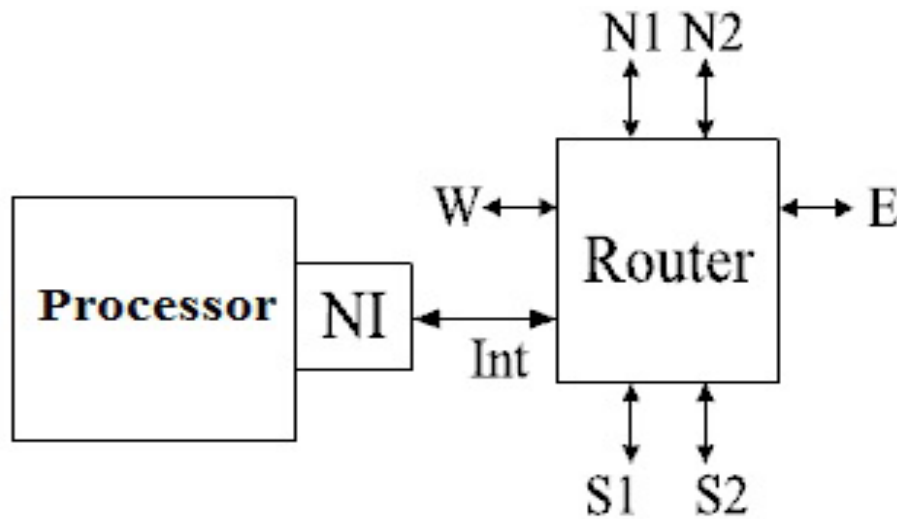 N1 N2
W
E
Router
Processor
NI
Int
S1 S2